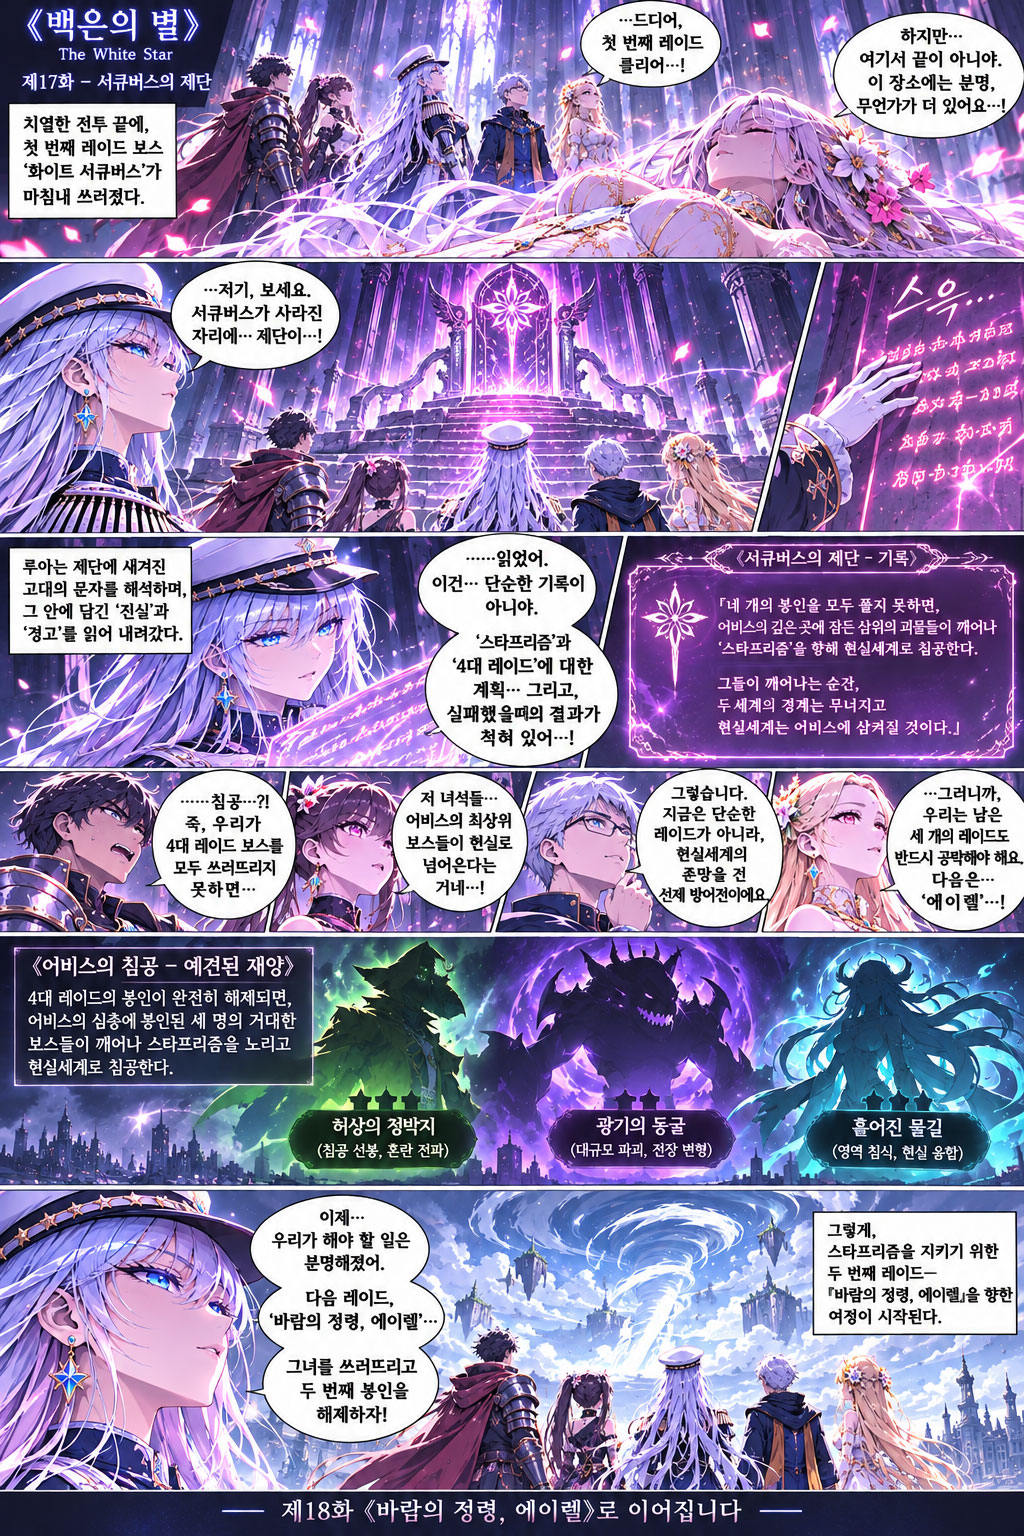 《백은의 별》
The White Star
제17화 – 서큐버스의 제단
치열한 전투 끝에,
첫 번째 레이드 보스
‘화이트 서큐버스’가
마침내 쓰러졌다.
…드디어,
첫 번째 레이드
클리어…!
하지만…
여기서 끝이 아니야.
이 장소에는 분명,
무언가가 더 있어요…!
…저기, 보세요.
서큐버스가 사라진
자리에… 제단이…!
스윽…
루아는 제단에 새겨진
고대의 문자를 해석하며,
그 안에 담긴 ‘진실’과
‘경고’를 읽어 내려갔다.
……읽었어.
이건… 단순한 기록이
아니야.
‘스타프리즘’과
‘4대 레이드’에 대한
계획… 그리고,
실패했을때의 결과가
적혀 있어…!
《서큐버스의 제단 – 기록》
『네 개의 봉인을 모두 풀지 못하면,
어비스의 깊은 곳에 잠든 삼위의 괴물들이 깨어나
‘스타프리즘’을 향해 현실세계로 침공한다.
그들이 깨어나는 순간,
두 세계의 경계는 무너지고
현실세계는 어비스에 삼켜질 것이다.』
……침공…?!
즉, 우리가
4대 레이드 보스를
모두 쓰러뜨리지
못하면…
저 녀석들…
어비스의 최상위
보스들이 현실로
넘어온다는
거네…!
그렇습니다.
지금은 단순한
레이드가 아니라,
현실세계의
존망을 건
선제 방어전이에요.
…그러니까,
우리는 남은
세 개의 레이드도
반드시 공략해야 해요.
다음은…
‘에이렐’…!
《어비스의 침공 – 예견된 재앙》
4대 레이드의 봉인이 완전히 해제되면,
어비스의 심층에 봉인된 세 명의 거대한
보스들이 깨어나 스타프리즘을 노리고
현실세계로 침공한다.
허상의 정박지
(침공 선봉, 혼란 전파)
광기의 동굴
(대규모 파괴, 전장 변형)
흩어진 물길
(영역 침식, 현실 융합)
이제…
우리가 해야 할 일은
분명해졌어.
다음 레이드,
‘바람의 정령, 에이렐’…
그녀를 쓰러뜨리고
두 번째 봉인을
해제하자!
그렇게,
스타프리즘을 지키기 위한
두 번째 레이드—
『바람의 정령, 에이렐』을 향한
여정이 시작된다.
제18화 《바람의 정령, 에이렐》로 이어집니다